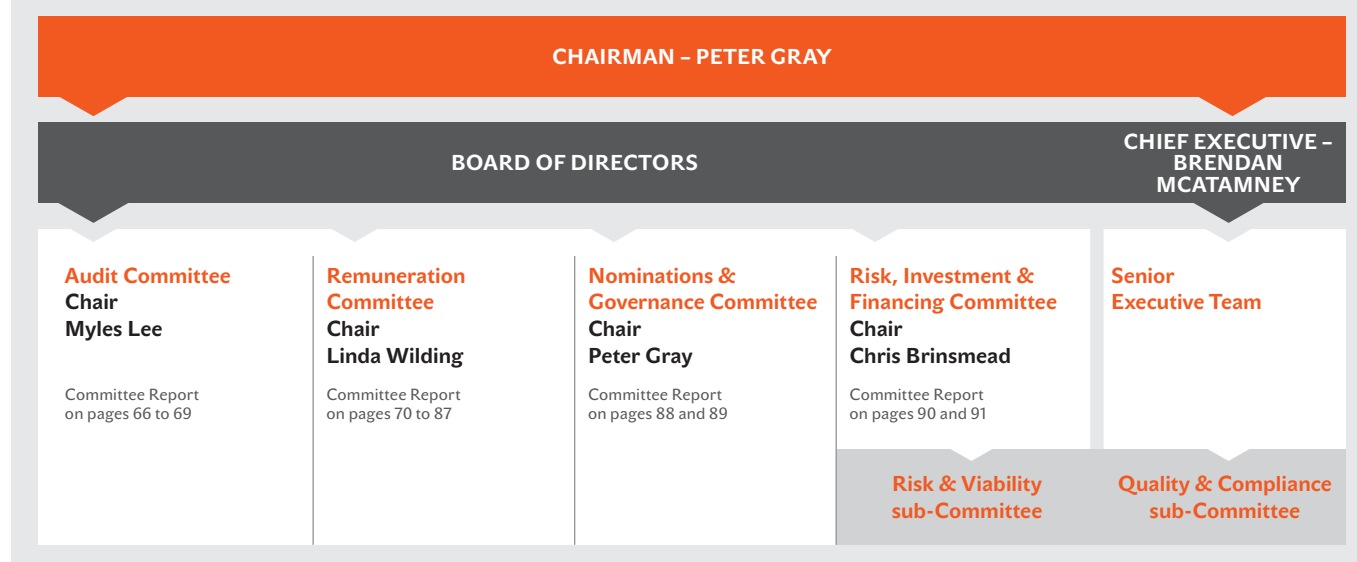 CHAIRMAN – PETER GRAY
BOARD OF DIRECTORS
CHIEF EXECUTIVE –
BRENDAN
MCATAMNEY
Audit Committee
Chair
Myles Lee
Committee Report
on pages 66 to 69
Remuneration
Committee
Chair
Linda Wilding
Committee Report
on pages 70 to 87
Nominations &
Governance Committee
Chair
Peter Gray
Committee Report
on pages 88 and 89
Risk, Investment &
Financing Committee
Chair
Chris Brinsmead
Committee Report
on pages 90 and 91
Senior
Executive Team
Risk & Viability
sub-Committee
Quality & Compliance
sub-Committee